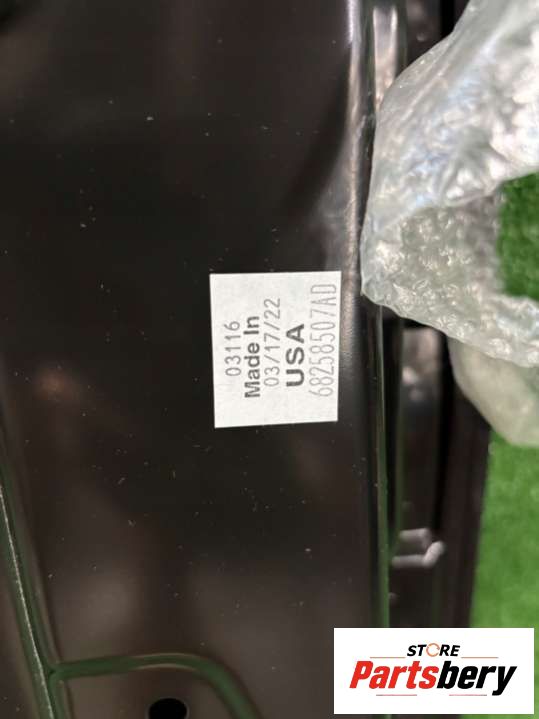 03116
Made In
03/17/22
USA
68258507AD
STORE
Partsbery